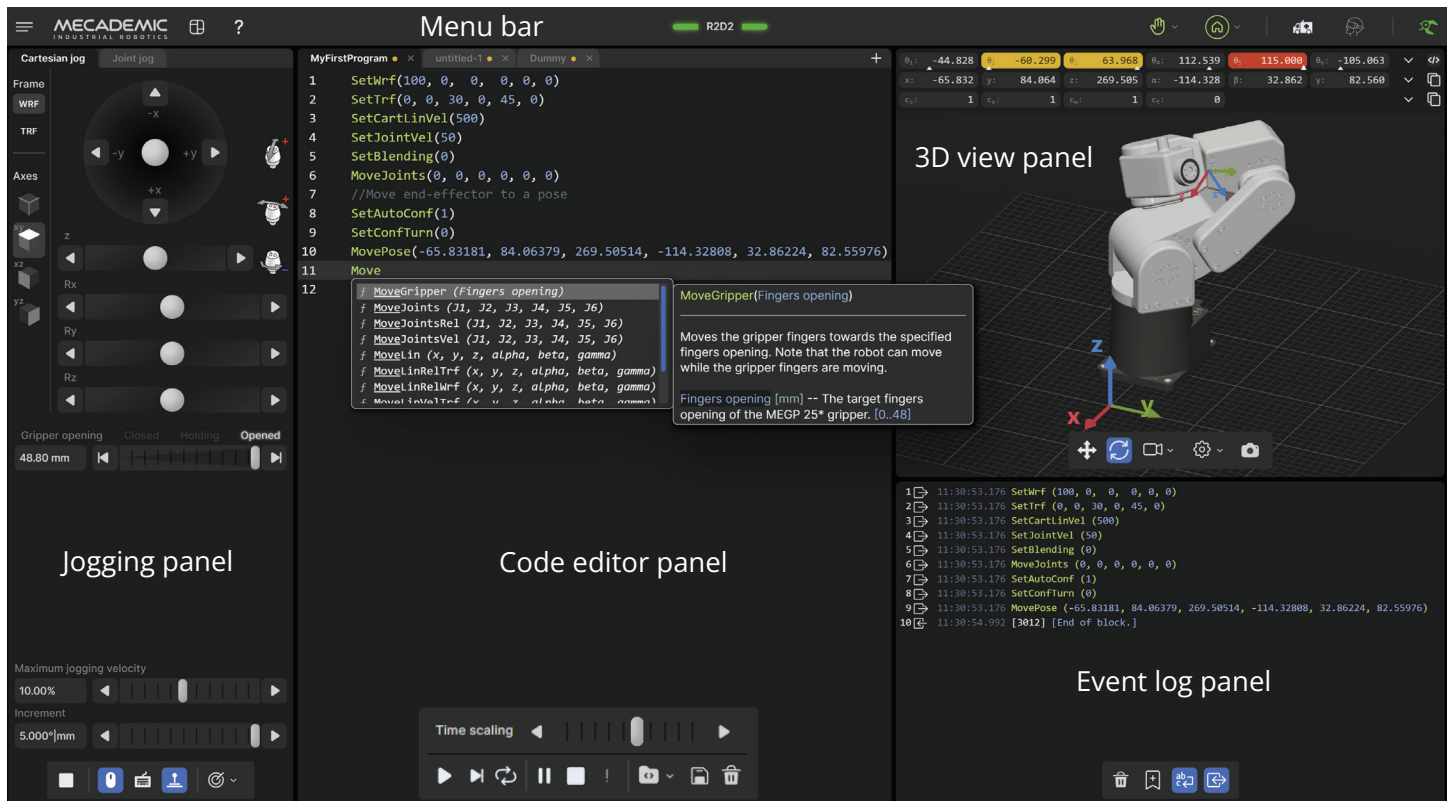 MECADEMIC
INDUSTRIAL ROBOTICS
?
Menu bar
R2D2
Cartesian jog
Joint jog
Frame
WRF
TRF
-x
-y
+y
+x
Axes
xy
xz
yz
z
Rx
Ry
Rz
Gripper opening Closed Holding Opened
48.80 mm
Jogging panel
Maximum jogging velocity
10.00%
Increment
5.000°|mm
MyFirstProgram × untitled-1 × Dummy × +
1 SetWrf(100, 0, 0, 0, 0, 0)
2 SetTrf(0, 0, 30, 0, 45, 0)
3 SetCartLinVel(500)
4 SetJointVel(50)
5 SetBlending(0)
6 MoveJoints(0, 0, 0, 0, 0, 0)
7 //Move end-effector to a pose
8 SetAutoConf(1)
9 SetConfTurn(0)
10 MovePose(-65.83181, 84.06379, 269.50514, -114.32808, 32.86224, 82.55976)
11 Move
12
f MoveGripper (Fingers opening)
f MoveJoints (J1, J2, J3, J4, J5, J6)
f MoveJointsRel (J1, J2, J3, J4, J5, J6)
f MoveJointsVel (J1, J2, J3, J4, J5, J6)
f MoveLin (x, y, z, alpha, beta, gamma)
f MoveLinRelTrf (x, y, z, alpha, beta, gamma)
f MoveLinRelWrf (x, y, z, alpha, beta, gamma)
f MoveLinVelTrf (x, y, z, alpha, beta, gamma)
MoveGripper(Fingers opening)
Moves the gripper fingers towards the specified
fingers opening. Note that the robot can move
while the gripper fingers are moving.
Fingers opening [mm] -- The target fingers
opening of the MEGP 25* gripper. [0..48]
Code editor panel
Time scaling
θ₁: -44.828 -60.299 63.968 θ₄: 112.539 115.000 θ₆: -105.063
x: -65.832 y: 84.064 z: 269.505 α: -114.328 β: 32.862 γ: 82.560
cₛ: 1 cₑ: 1 c𝓌: 1 cₜ: 0
3D view panel
Z
X
Y
1 11:30:53.176 SetWrf (100, 0, 0, 0, 0, 0)
2 11:30:53.176 SetTrf (0, 0, 30, 0, 45, 0)
3 11:30:53.176 SetCartLinVel (500)
4 11:30:53.176 SetJointVel (50)
5 11:30:53.176 SetBlending (0)
6 11:30:53.176 MoveJoints (0, 0, 0, 0, 0, 0)
7 11:30:53.176 SetAutoConf (1)
8 11:30:53.176 SetConfTurn (0)
9 11:30:53.176 MovePose (-65.83181, 84.06379, 269.50514, -114.32808, 32.86224, 82.55976)
10 11:30:54.992 [3012] [End of block.]
Event log panel